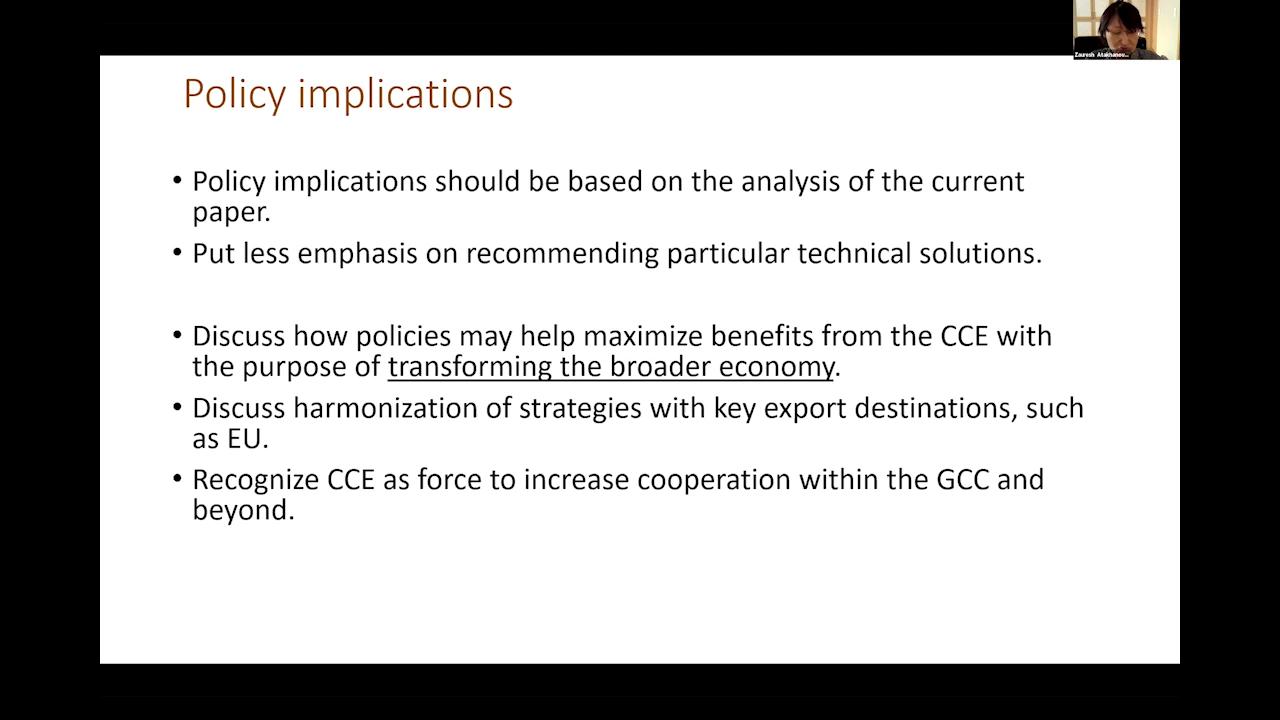 Zauresh Atakhanov...
Policy implications
• Policy implications should be based on the analysis of the current
paper.
• Put less emphasis on recommending particular technical solutions.
• Discuss how policies may help maximize benefits from the CCE with
the purpose of transforming the broader economy.
• Discuss harmonization of strategies with key export destinations, such
as EU.
• Recognize CCE as force to increase cooperation within the GCC and
beyond.